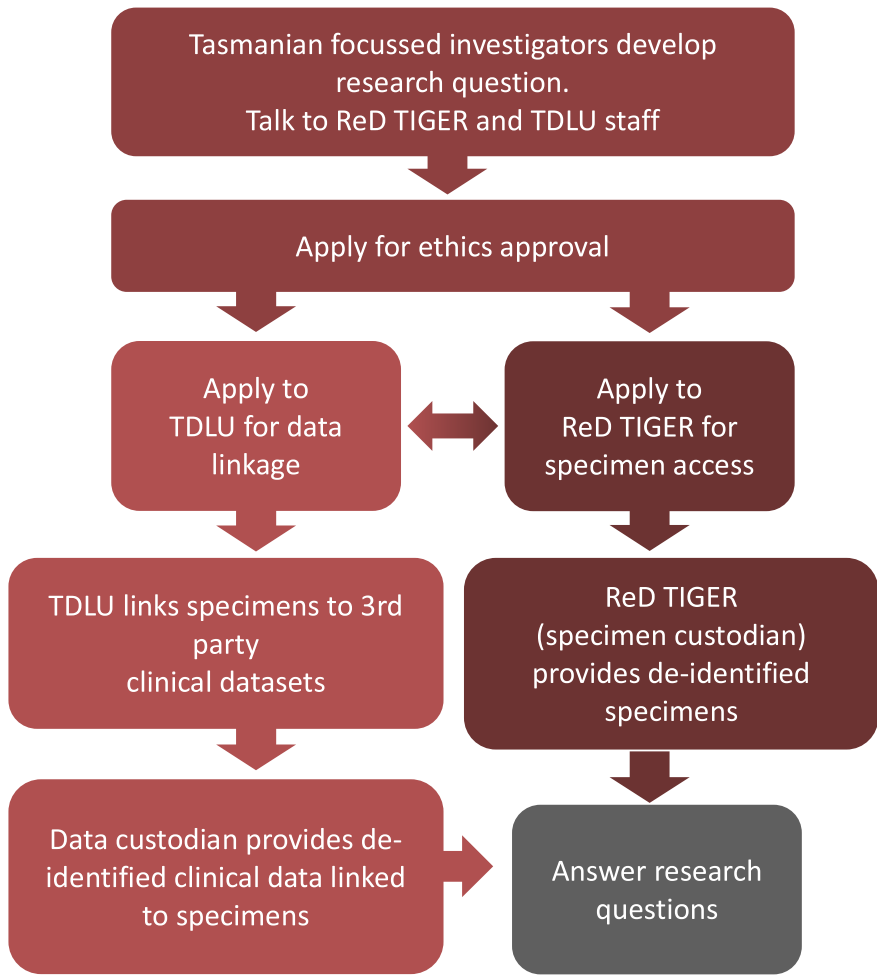 Tasmanian focussed investigators develop
research question.
Talk to ReD TIGER and TDLU staff
Apply for ethics approval
Apply to
TDLU for data
linkage
Apply to
ReD TIGER for
specimen access
TDLU links specimens to 3rd
party
clinical datasets
ReD TIGER
(specimen custodian)
provides de-identified
specimens
Data custodian provides de-
identified clinical data linked
to specimens
Answer research
questions